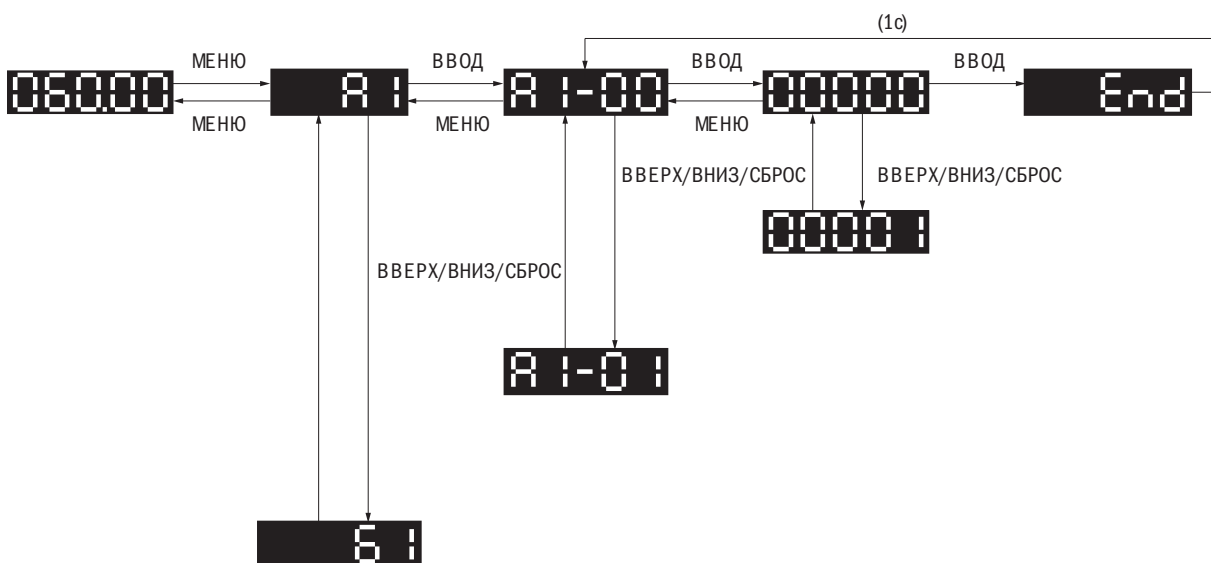 (1c)
МЕНЮ
ВВОД
ВВОД
ВВОД
060.00
A1
A1-00
00000
End
МЕНЮ
МЕНЮ
МЕНЮ
ВВЕРХ/ВНИЗ/СБРОС
ВВЕРХ/ВНИЗ/СБРОС
00001
ВВЕРХ/ВНИЗ/СБРОС
A1-01
61